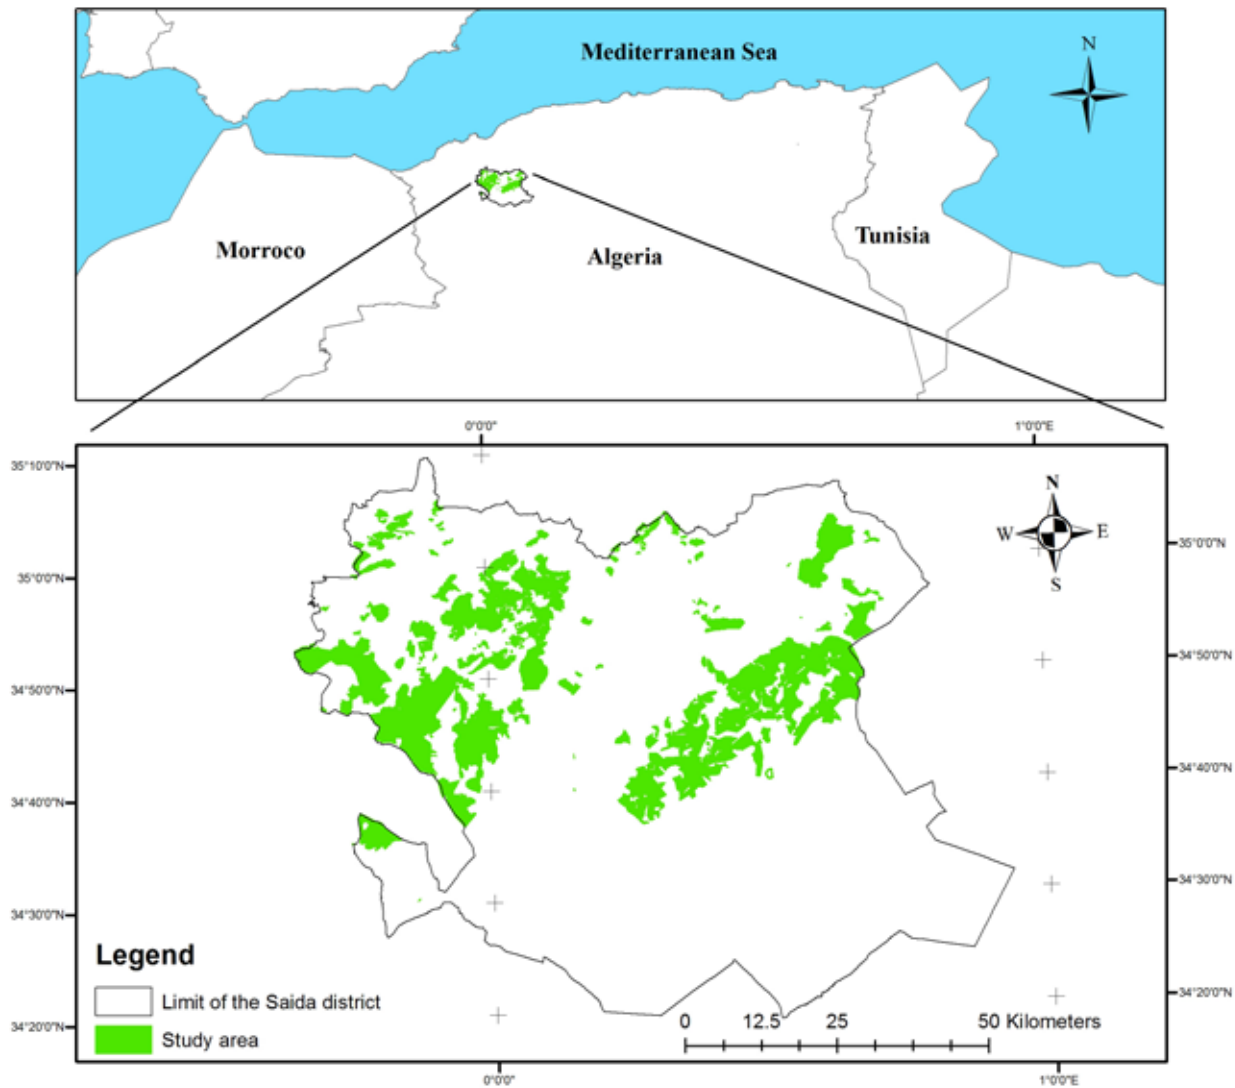 Mediterranean Sea
N
Morroco
Algeria
Tunisia
0°0'0"
1°0'0"E
35°10'0"N
35°0'0"N
34°50'0"N
34°40'0"N
34°30'0"N
34°20'0"N
N
W
E
S
35°0'0"N
34°50'0"N
34°40'0"N
34°30'0"N
34°20'0"N
Legend
Limit of the Saida district
Study area
0 12.5 25 50 Kilometers
0°0'0"
1°0'0"E